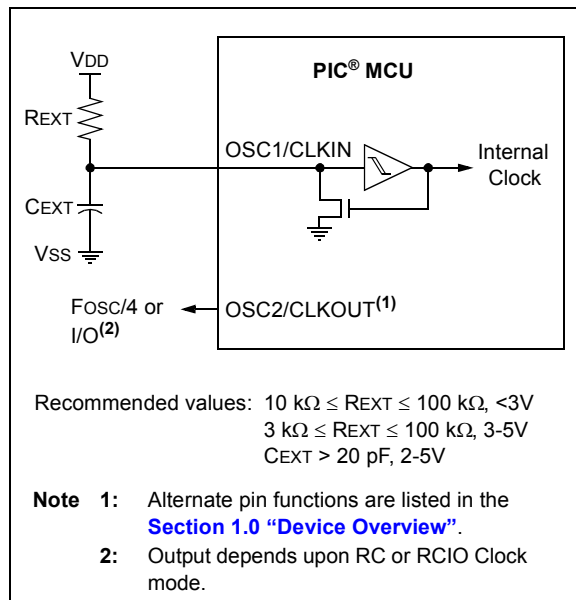 VDD
PIC® MCU
REXT
OSC1/CLKIN
Internal
Clock
CEXT
VSS
FOSC/4 or
I/O(2)
OSC2/CLKOUT(1)
Recommended values: 10 kΩ ≤ REXT ≤ 100 kΩ, <3V
3 kΩ ≤ REXT ≤ 100 kΩ, 3-5V
CEXT > 20 pF, 2-5V
Note 1: Alternate pin functions are listed in the
Section 1.0 “Device Overview”.
2: Output depends upon RC or RCIO Clock
mode.